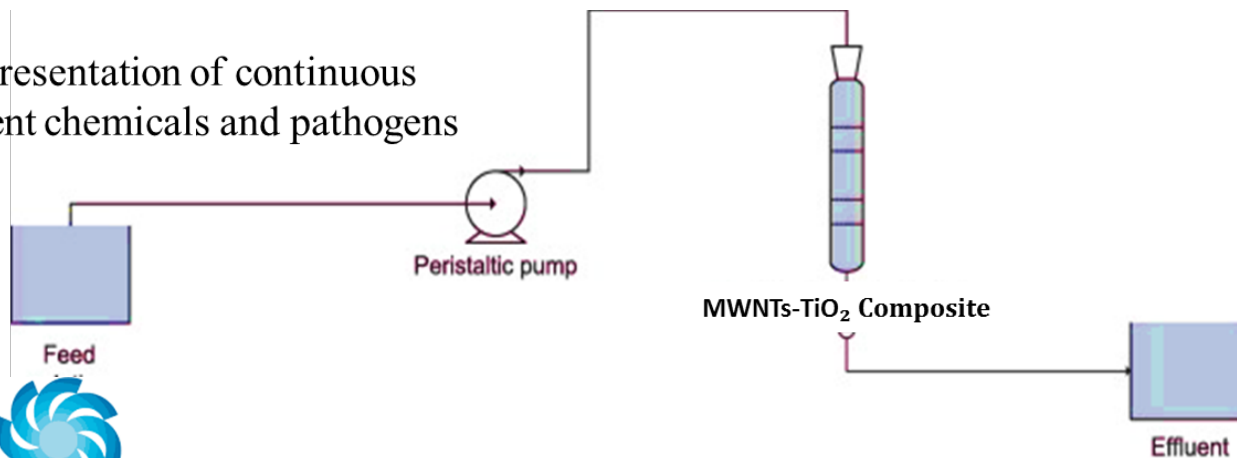 resentation of continuous
ent chemicals and pathogens
Peristaltic pump
MWNTs-TiO₂ Composite
Feed
Effluent